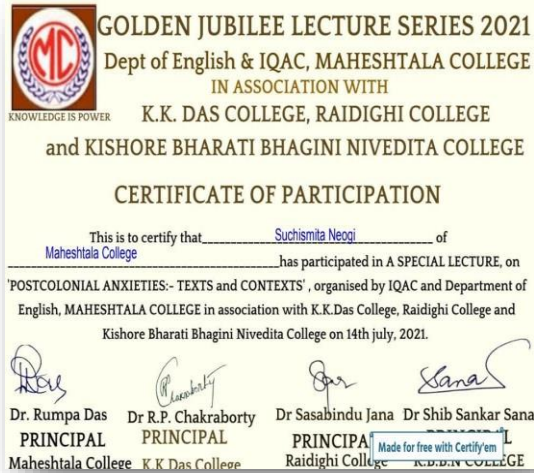 GOLDEN JUBILEE LECTURE SERIES 2021
Dept of English & IQAC, MAHESHTALA COLLEGE
IN ASSOCIATION WITH
MC
KNOWLEDGE IS POWER
K.K. DAS COLLEGE, RAIDIGHI COLLEGE
and KISHORE BHARATI BHAGINI NIVEDITA COLLEGE
CERTIFICATE OF PARTICIPATION
This is to certify that Suchismita Neogi of
Maheshtala College has participated in A SPECIAL LECTURE, on
'POSTCOLONIAL ANXIETIES:- TEXTS and CONTEXTS' , organised by IQAC and Department of
English, MAHESHTALA COLLEGE in association with K.K.Das College, Raidighi College and
Kishore Bharati Bhagini Nivedita College on 14th july, 2021.
Dr. Rumpa Das Dr R.P. Chakraborty Dr Sasabindu Jana Dr Shib Sankar Sana
PRINCIPAL PRINCIPAL PRINCIPAL
Maheshtala College K.K Das College Raidighi College K.B.B.N COLLEGE
Made for free with Certify'em